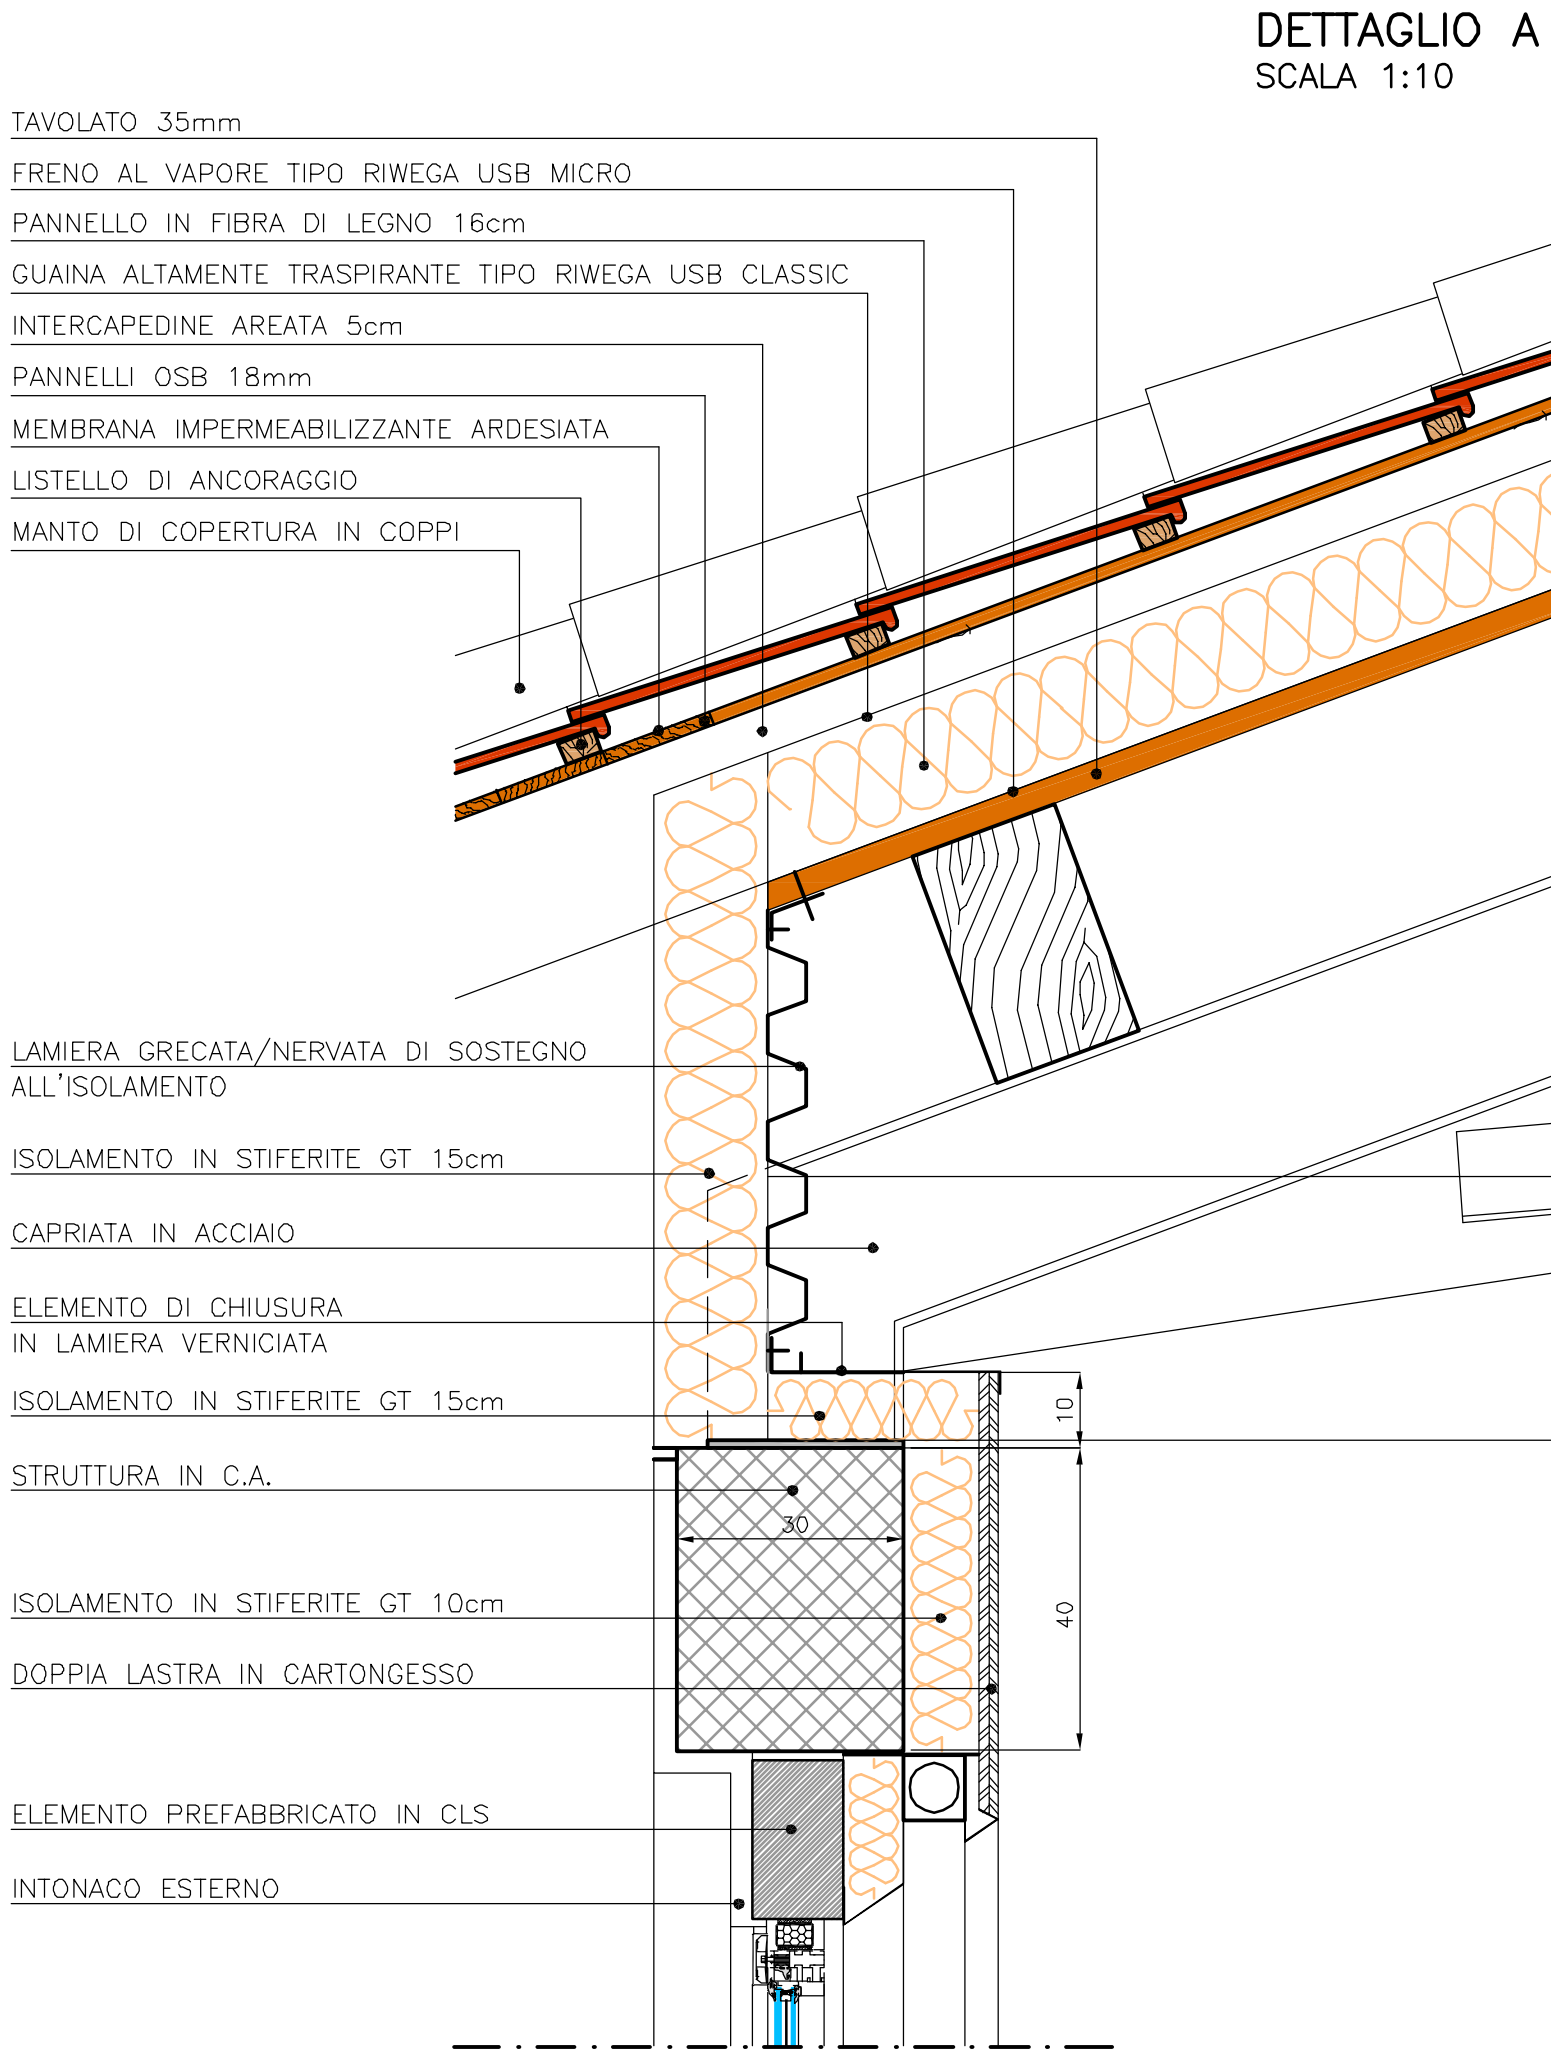 DETTAGLIO A
SCALA 1:10
TAVOLATO 35mm
FRENO AL VAPORE TIPO RIWEGA USB MICRO
PANNELLO IN FIBRA DI LEGNO 16cm
GUAINA ALTAMENTE TRASPIRANTE TIPO RIWEGA USB CLASSIC
INTERCAPEDINE AREATA 5cm
PANNELLI OSB 18mm
MEMBRANA IMPERMEABILIZZANTE ARDESIATA
LISTELLO DI ANCORAGGIO
MANTO DI COPERTURA IN COPPI
LAMIERA GRECATA/NERVATA DI SOSTEGNO
ALL'ISOLAMENTO
ISOLAMENTO IN STIFERITE GT 15cm
CAPRIATA IN ACCIAIO
ELEMENTO DI CHIUSURA
IN LAMIERA VERNICIATA
ISOLAMENTO IN STIFERITE GT 15cm
10
STRUTTURA IN C.A.
30
ISOLAMENTO IN STIFERITE GT 10cm
40
DOPPIA LASTRA IN CARTONGESSO
ELEMENTO PREFABBRICATO IN CLS
INTONACO ESTERNO